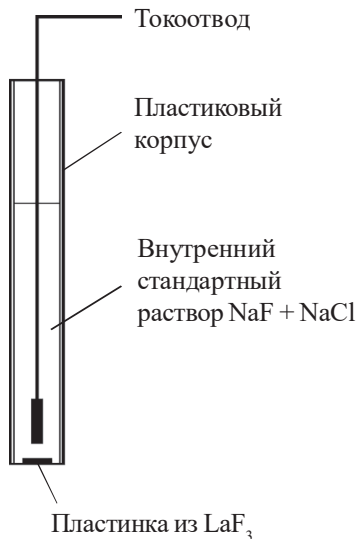 Токоотвод
Пластиковый
корпус
Внутренний
стандартный
раствор NaF + NaCl
Пластинка из LaF₃